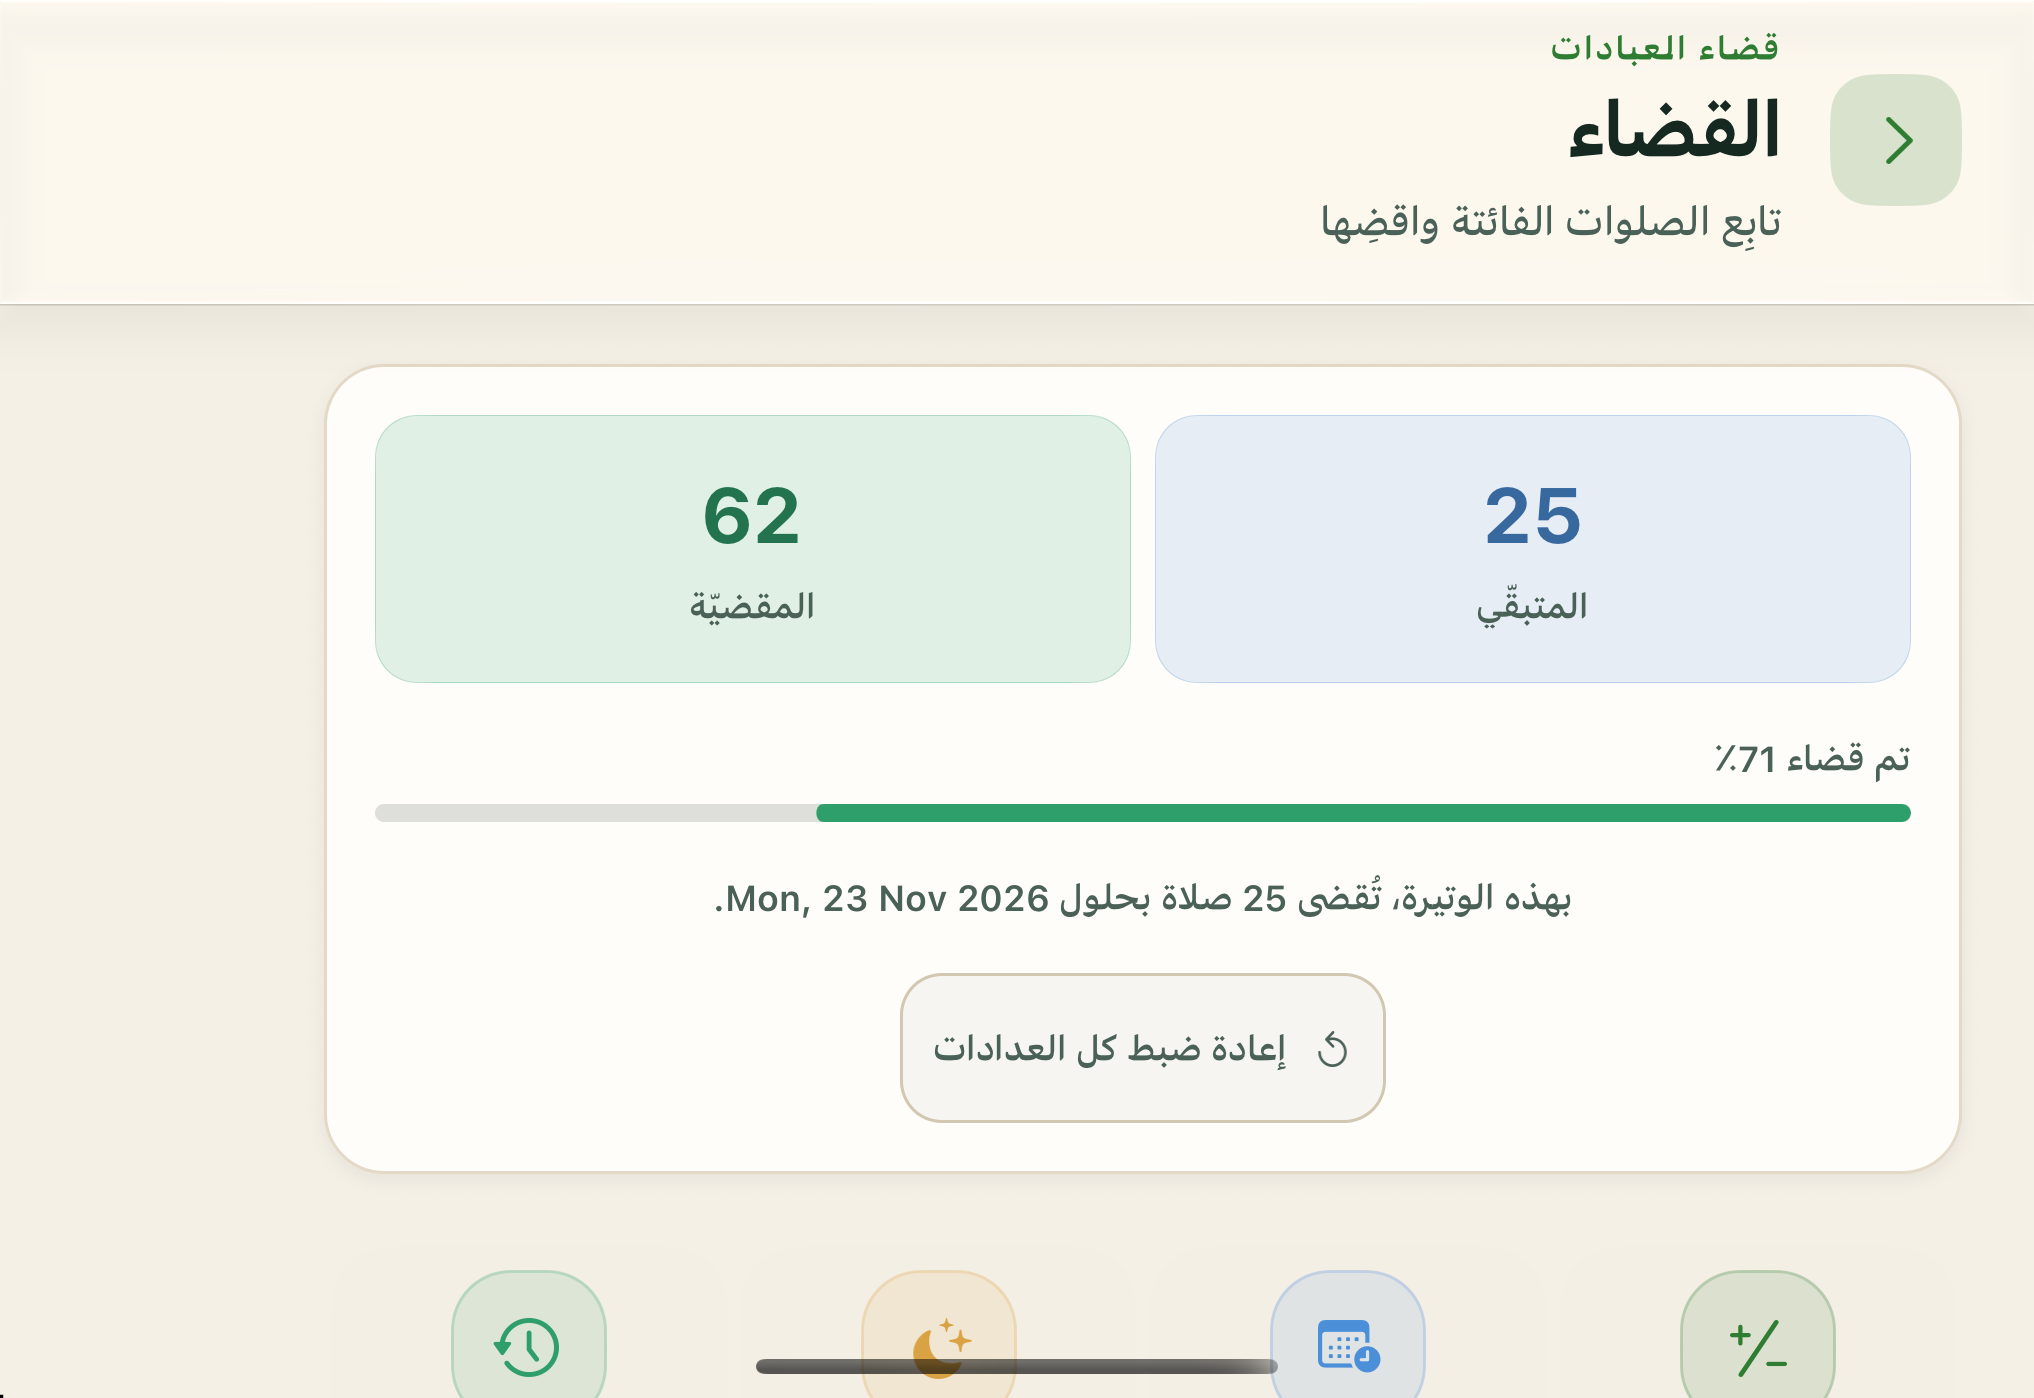 قضاء العبادات
القضاء
تابِع الصلوات الفائتة واقضِها
25
المتبقّي
62
المقضيّة
تم قضاء 71٪
بهذه الوتيرة، تُقضى 25 صلاة بحلول Mon, 23 Nov 2026.
إعادة ضبط كل العدادات